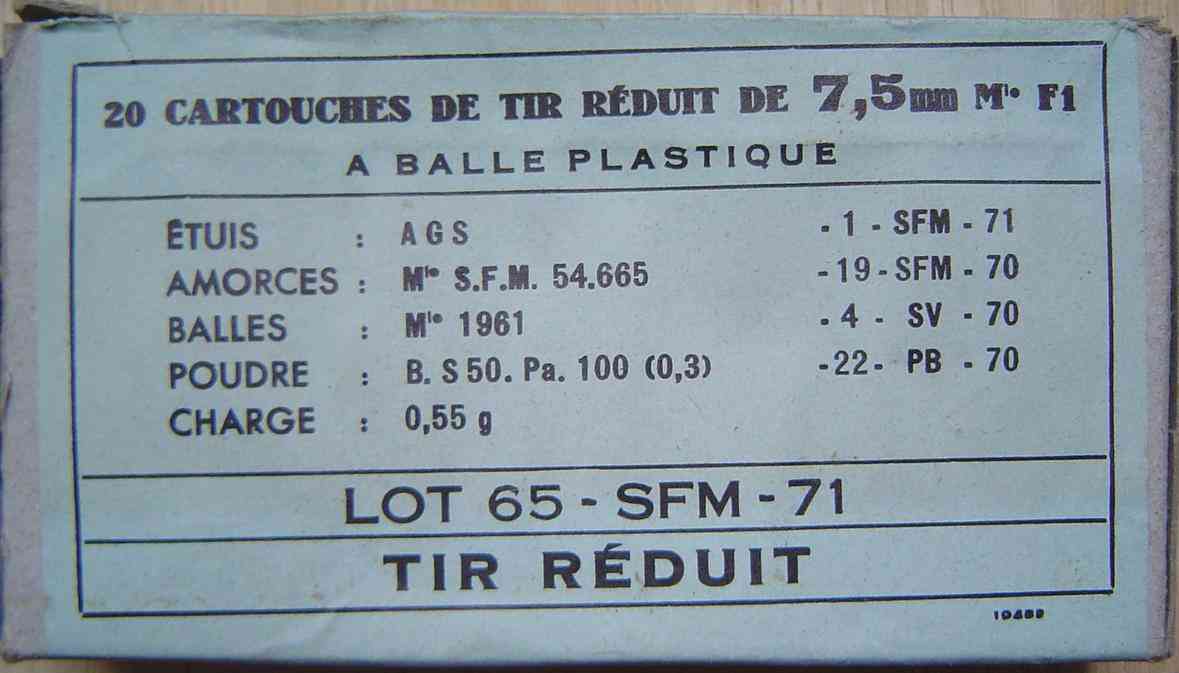 20 CARTOUCHES DE TIR RÉDUIT DE 7,5mm Mle F1
A BALLE PLASTIQUE
ÉTUIS : AGS - 1 - SFM - 71
AMORCES : Mle S.F.M. 54.665 -19-SFM - 70
BALLES : Mle 1961 - 4 - SV - 70
POUDRE : B. S 50. Pa. 100 (0,3) -22- PB - 70
CHARGE : 0,55 g
LOT 65 - SFM - 71
TIR RÉDUIT